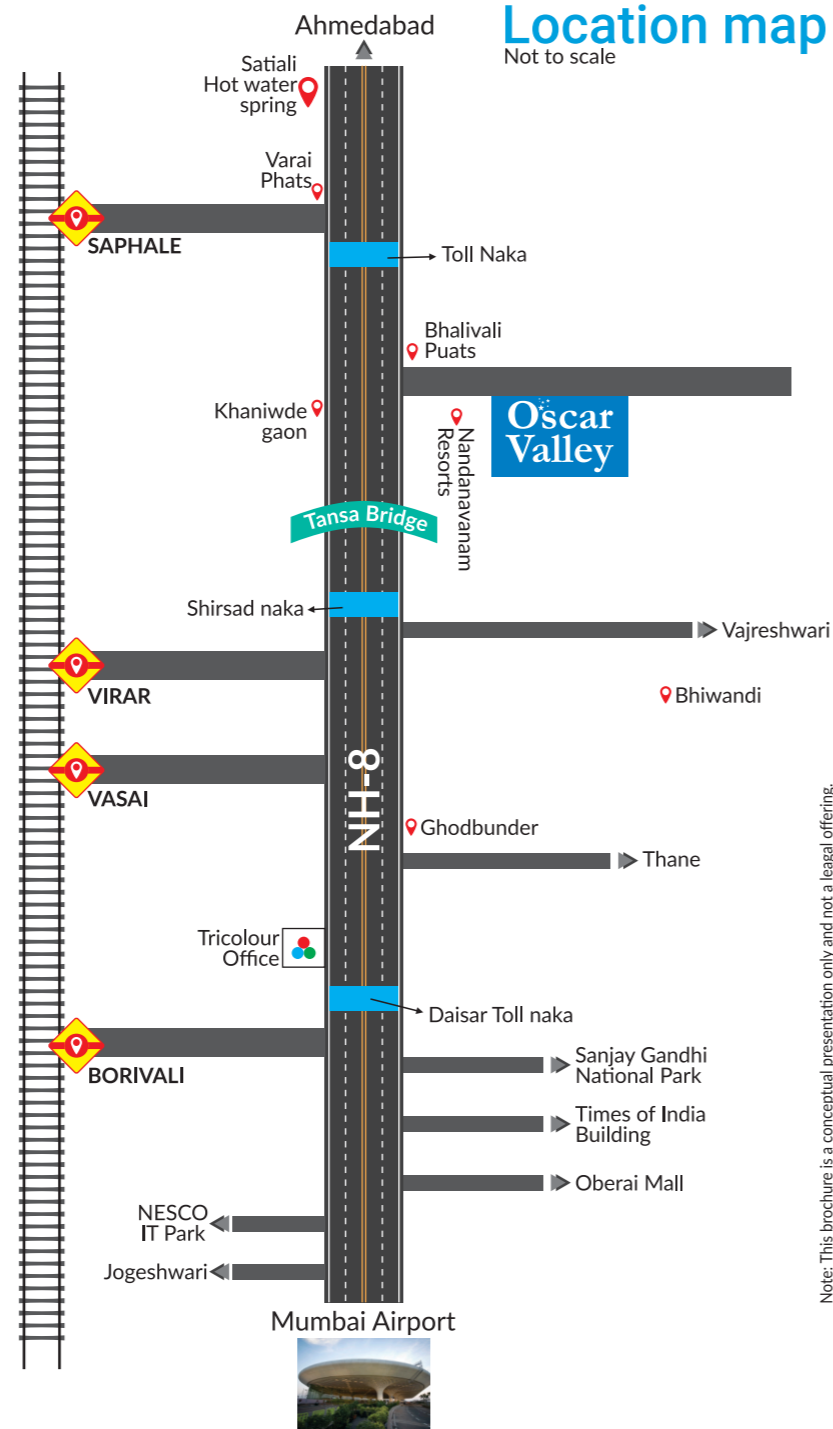 Location map
Not to scale
Ahmedabad
Satiali
Hot water
spring
Varai
Phats
SAPHALE
Toll Naka
Bhalivali
Puats
Khaniwde
gaon
Oscar
Valley
Nandanavanam
Resorts
Tansa Bridge
Shirsad naka
Vajreshwari
VIRAR
Bhiwandi
VASAI
NH-8
Ghodbunder
Thane
Tricolour
Office
Daisar Toll naka
BORIVALI
Sanjay Gandhi
National Park
Times of India
Building
Oberai Mall
NESCO
IT Park
Jogeshwari
Mumbai Airport
Note: This brochure is a conceptual presentation only and not a leagal offering.